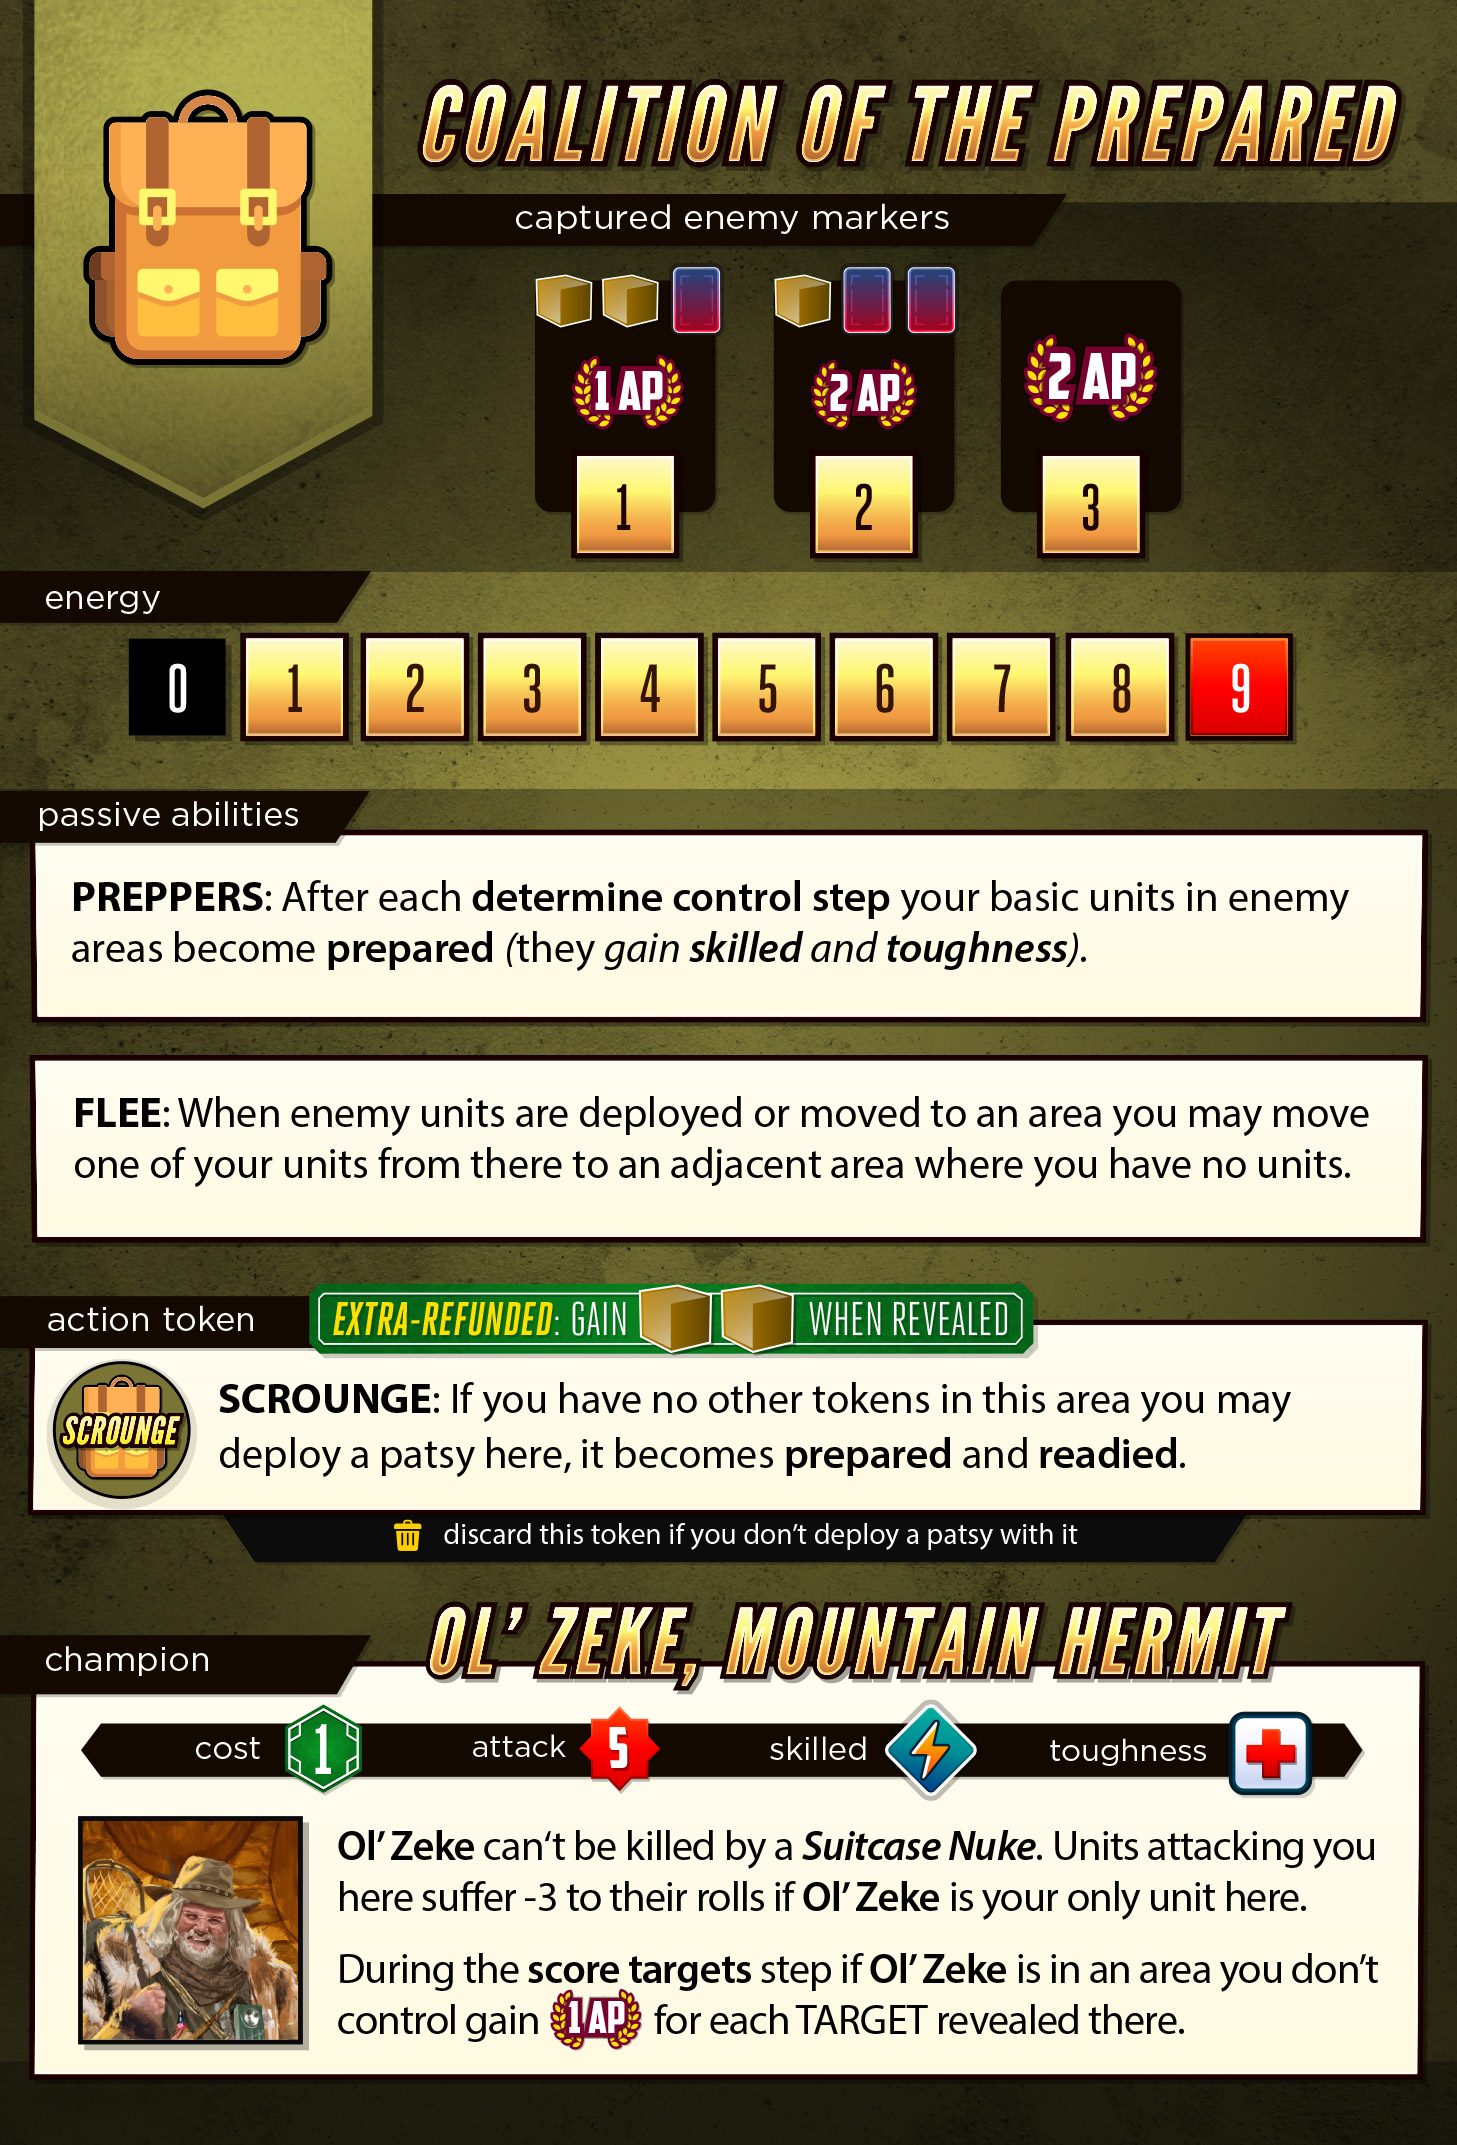 COALITION OF THE PREPARED
captured enemy markers
1 AP
2 AP
2 AP
1
2
3
energy
0 1 2 3 4 5 6 7 8 9
passive abilities
PREPPERS: After each determine control step your basic units in enemy
areas become prepared (they gain skilled and toughness).
FLEE: When enemy units are deployed or moved to an area you may move
one of your units from there to an adjacent area where you have no units.
action token
EXTRA-REFUNDED: GAIN WHEN REVEALED
SCROUNGE
SCROUNGE: If you have no other tokens in this area you may
deploy a patsy here, it becomes prepared and readied.
discard this token if you don't deploy a patsy with it
OL' ZEKE, MOUNTAIN HERMIT
champion
cost 1 attack 5 skilled toughness
Ol' Zeke can‘t be killed by a Suitcase Nuke. Units attacking you
here suffer -3 to their rolls if Ol' Zeke is your only unit here.
During the score targets step if Ol' Zeke is in an area you don't
control gain 1 AP for each TARGET revealed there.